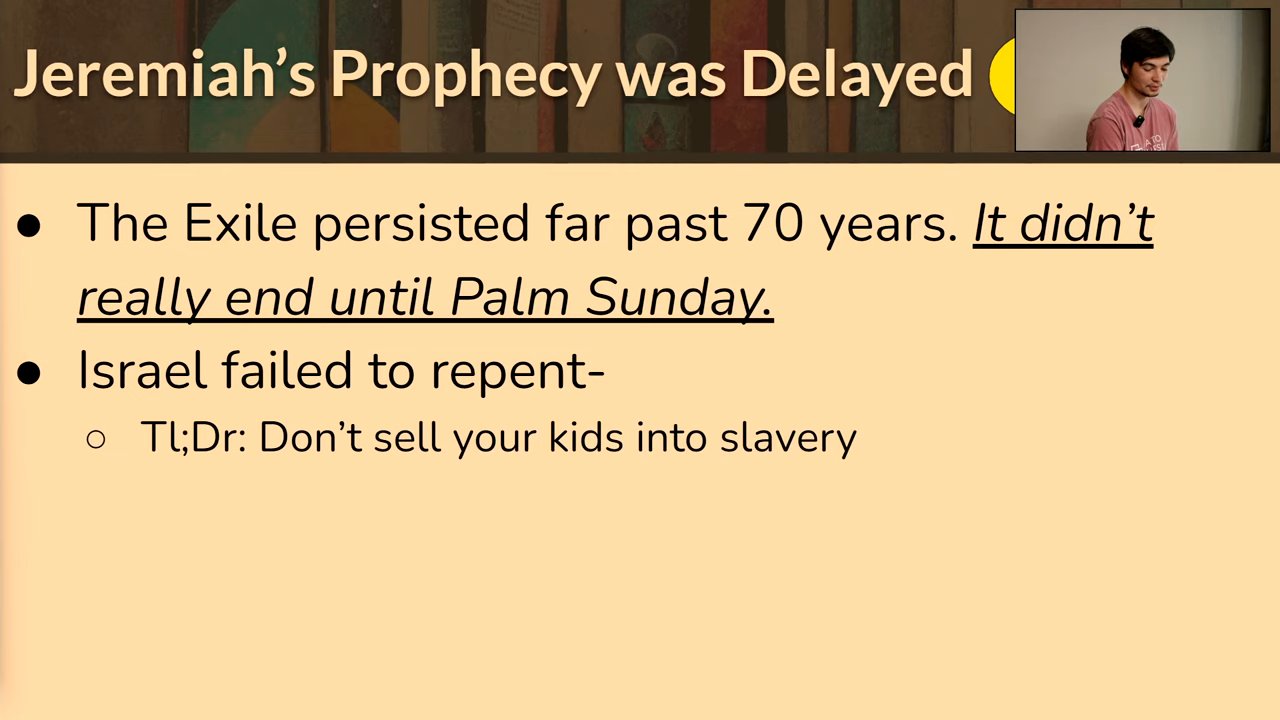 Jeremiah’s Prophecy was Delayed
● The Exile persisted far past 70 years. It didn’t
really end until Palm Sunday.
● Israel failed to repent-
○ Tl;Dr: Don’t sell your kids into slavery
A TO